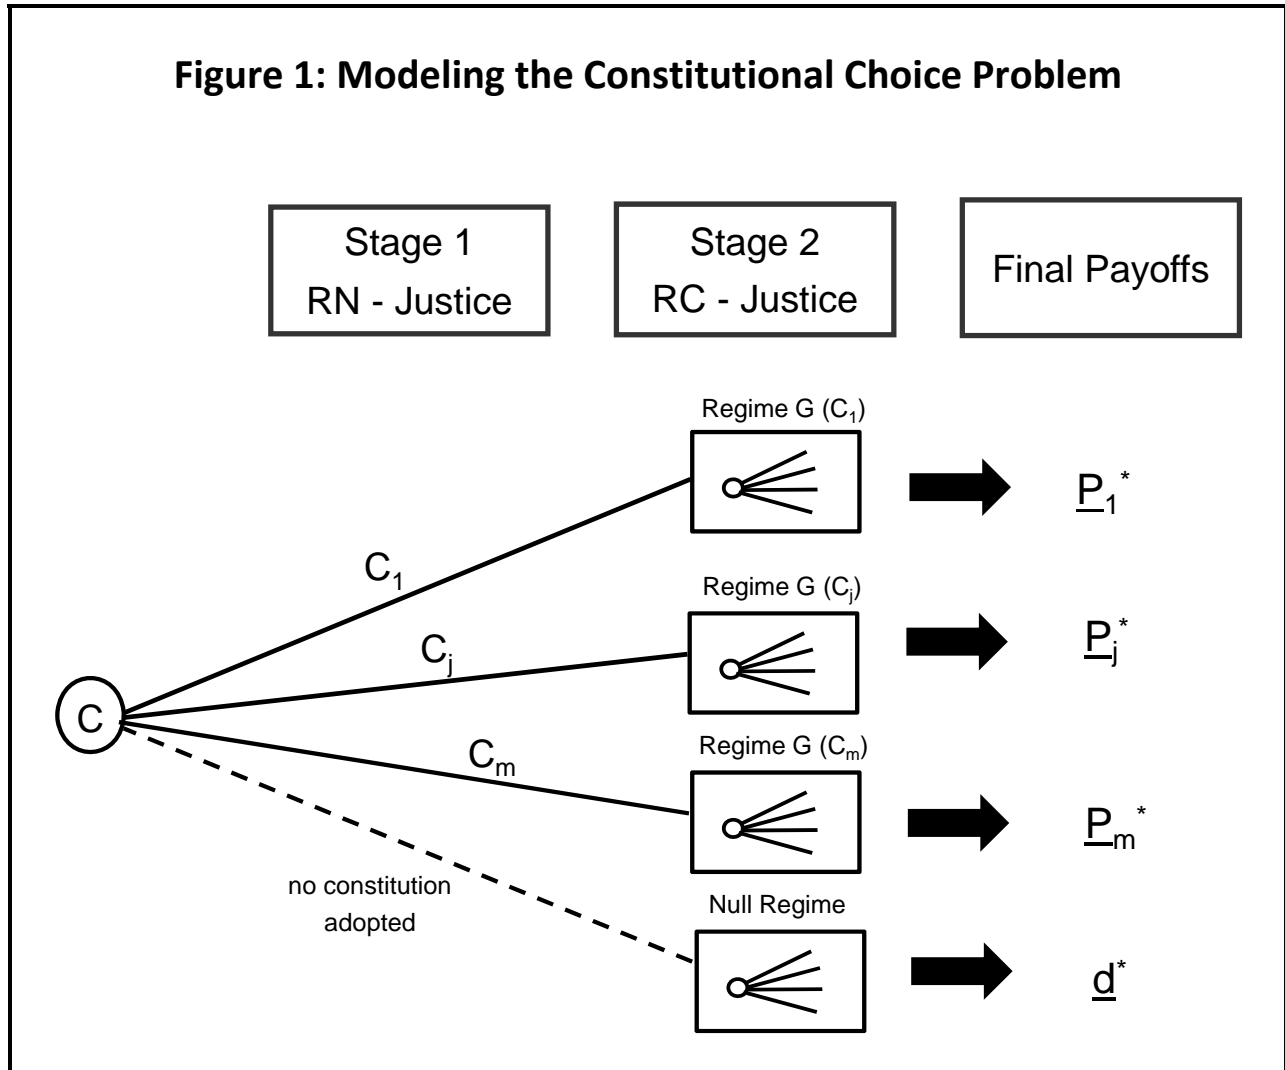 Figure 1: Modeling the Constitutional Choice Problem
Stage 1
RN - Justice
Stage 2
RC - Justice
Final Payoffs
Regime G (C1)
P1*
C1
Regime G (Cj)
Pj*
Cj
C
Regime G (Cm)
Pm*
Cm
no constitution
adopted
Null Regime
d*